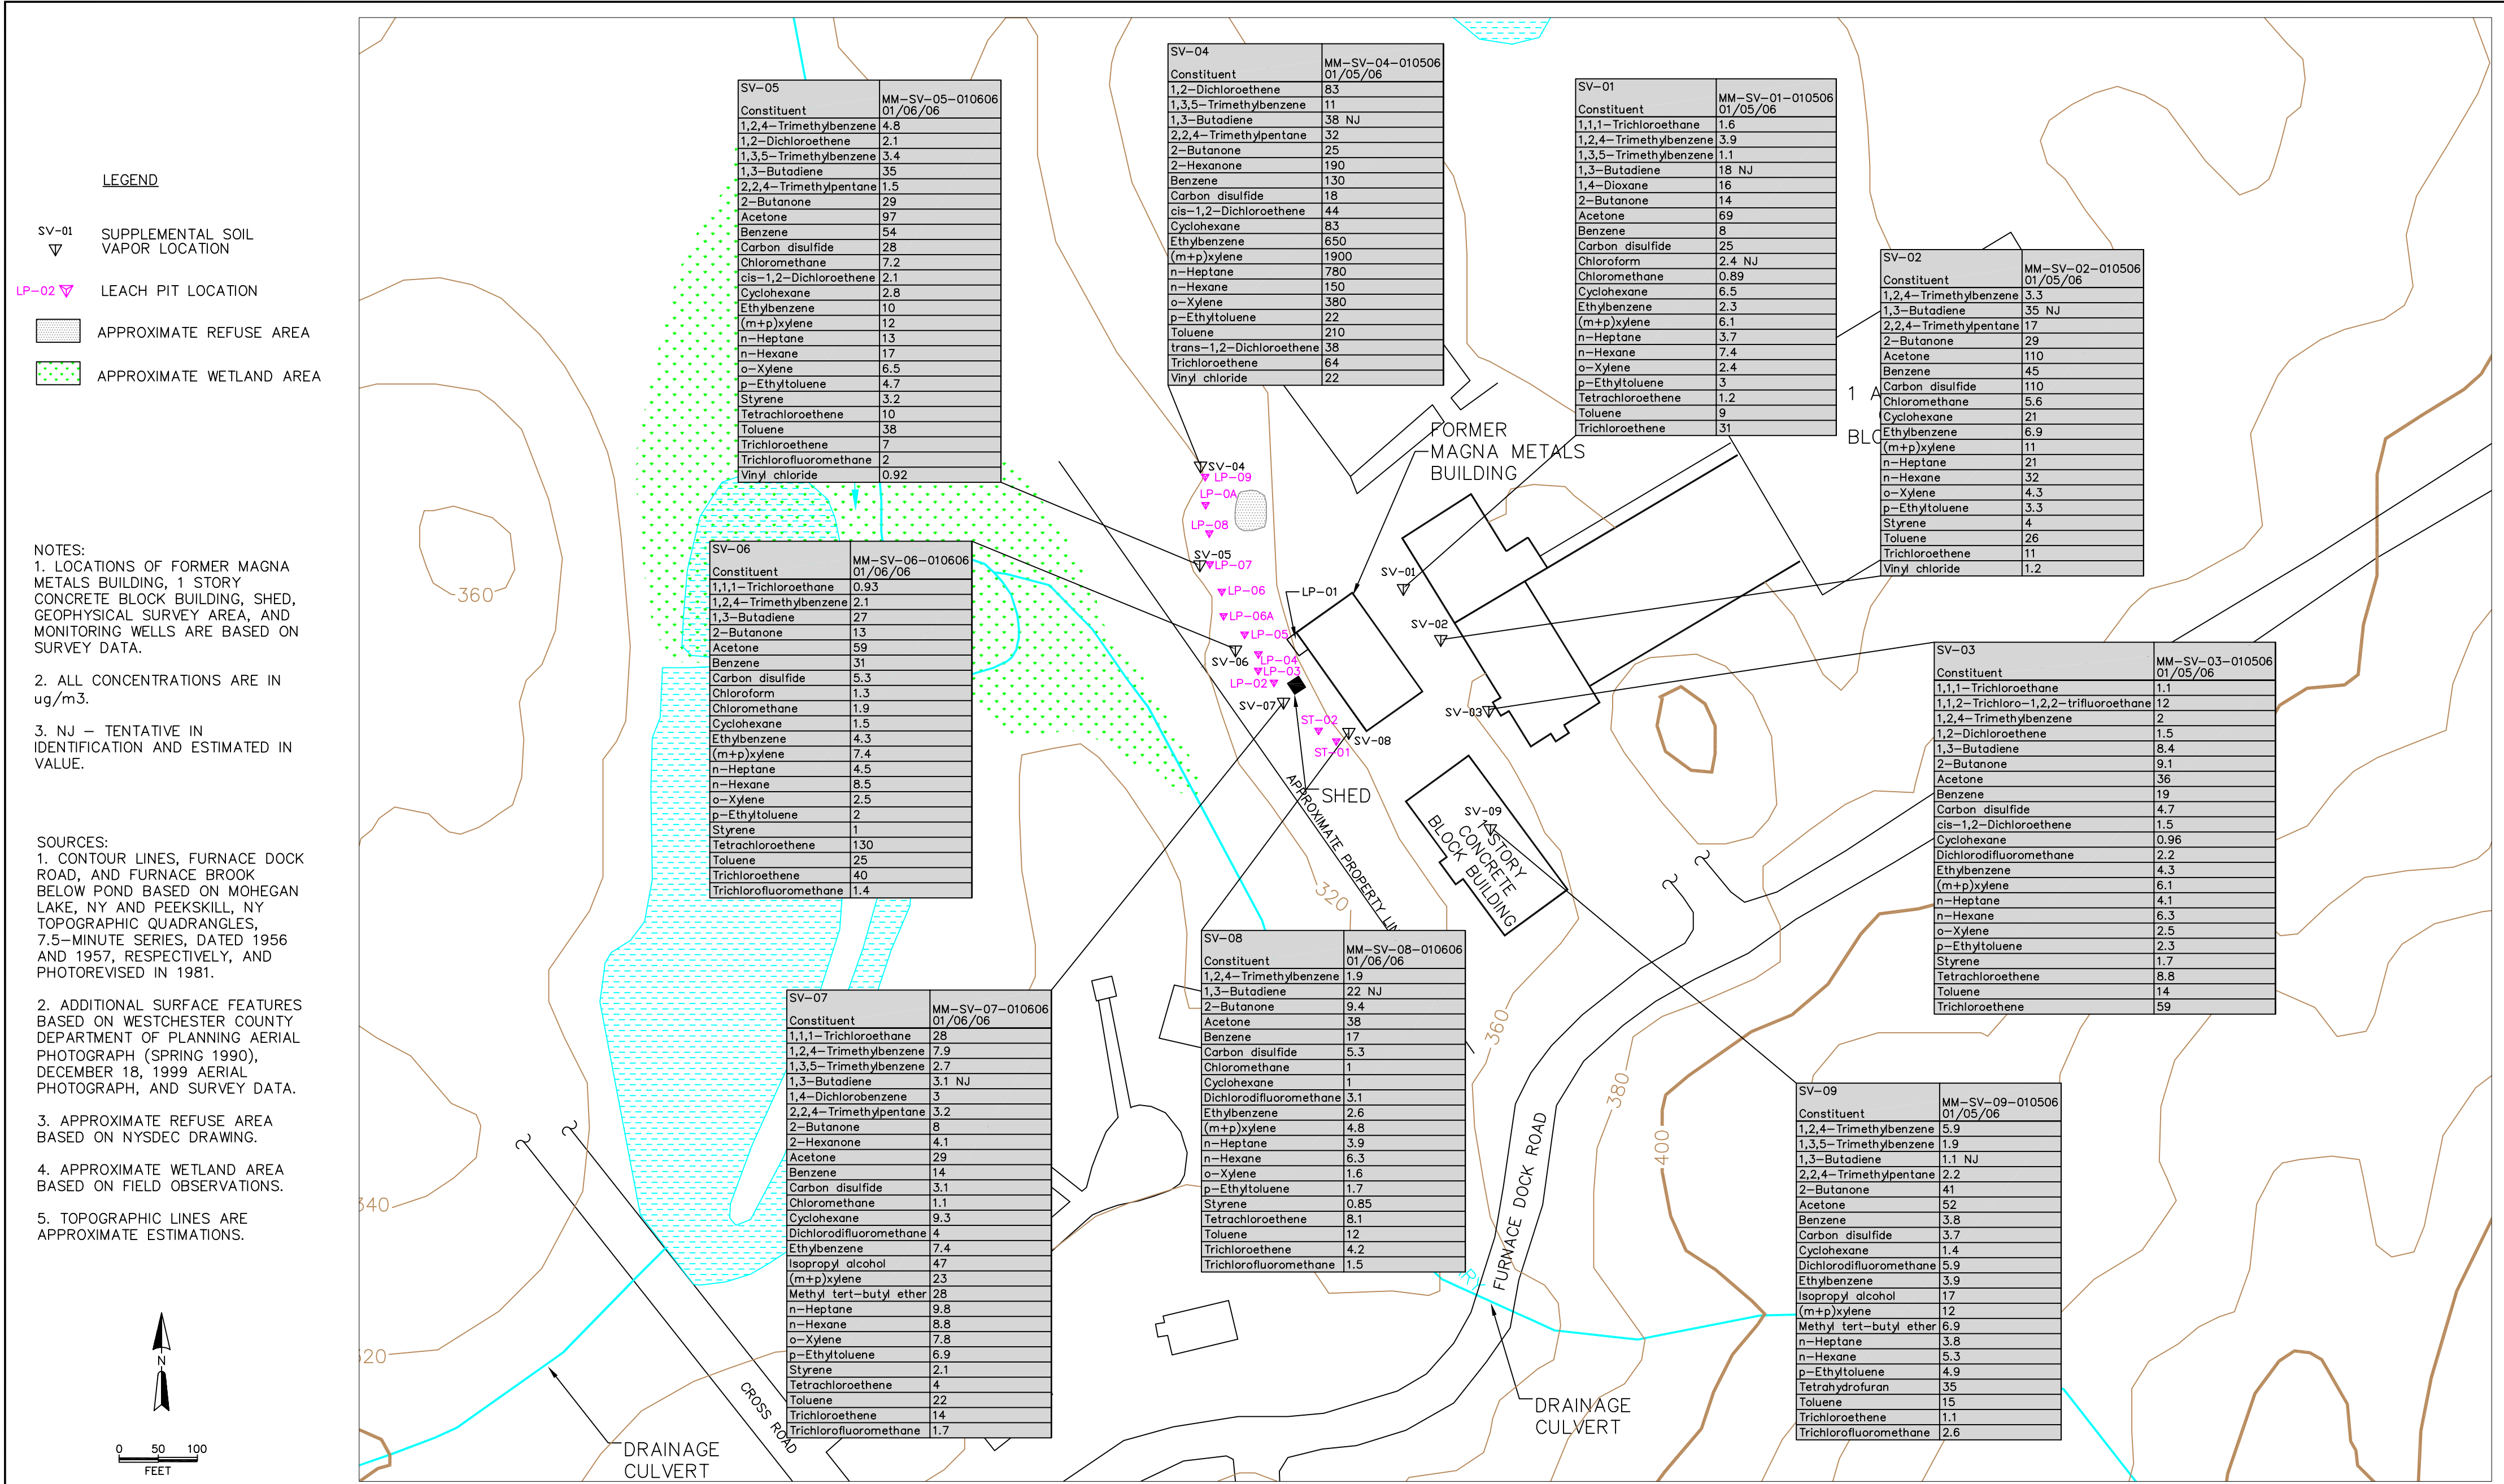 LEGEND
SV-01
SUPPLEMENTAL SOIL
VAPOR LOCATION
LP-02
LEACH PIT LOCATION
APPROXIMATE REFUSE AREA
APPROXIMATE WETLAND AREA
NOTES:
1. LOCATIONS OF FORMER MAGNA
METALS BUILDING, 1 STORY
CONCRETE BLOCK BUILDING, SHED,
GEOPHYSICAL SURVEY AREA, AND
MONITORING WELLS ARE BASED ON
SURVEY DATA.
2. ALL CONCENTRATIONS ARE IN
ug/m3.
3. NJ – TENTATIVE IN
IDENTIFICATION AND ESTIMATED IN
VALUE.
SOURCES:
1. CONTOUR LINES, FURNACE DOCK
ROAD, AND FURNACE BROOK
BELOW POND BASED ON MOHEGAN
LAKE, NY AND PEEKSKILL, NY
TOPOGRAPHIC QUADRANGLES,
7.5–MINUTE SERIES, DATED 1956
AND 1957, RESPECTIVELY, AND
PHOTOREVISED IN 1981.
2. ADDITIONAL SURFACE FEATURES
BASED ON WESTCHESTER COUNTY
DEPARTMENT OF PLANNING AERIAL
PHOTOGRAPH (SPRING 1990),
DECEMBER 18, 1999 AERIAL
PHOTOGRAPH, AND SURVEY DATA.
3. APPROXIMATE REFUSE AREA
BASED ON NYSDEC DRAWING.
4. APPROXIMATE WETLAND AREA
BASED ON FIELD OBSERVATIONS.
5. TOPOGRAPHIC LINES ARE
APPROXIMATE ESTIMATIONS.
N
0 50 100
FEET
SV-05
MM-SV-05-010606
Constituent 01/06/06
1,2,4-Trimethylbenzene 4.8
1,2-Dichloroethene 2.1
1,3,5-Trimethylbenzene 3.4
1,3-Butadiene 35
2,2,4-Trimethylpentane 1.5
2-Butanone 29
Acetone 97
Benzene 54
Carbon disulfide 28
Chloromethane 7.2
cis-1,2-Dichloroethene 2.1
Cyclohexane 2.8
Ethylbenzene 10
(m+p)xylene 12
n-Heptane 13
n-Hexane 17
o-Xylene 6.5
p-Ethyltoluene 4.7
Styrene 3.2
Tetrachloroethene 10
Toluene 38
Trichloroethene 7
Trichlorofluoromethane 2
Vinyl chloride 0.92
SV-04
MM-SV-04-010506
Constituent 01/05/06
1,2-Dichloroethene 83
1,3,5-Trimethylbenzene 11
1,3-Butadiene 38 NJ
2,2,4-Trimethylpentane 32
2-Butanone 25
2-Hexanone 190
Benzene 130
Carbon disulfide 18
cis-1,2-Dichloroethene 44
Cyclohexane 83
Ethylbenzene 650
(m+p)xylene 1900
n-Heptane 780
n-Hexane 150
o-Xylene 380
p-Ethyltoluene 22
Toluene 210
trans-1,2-Dichloroethene 38
Trichloroethene 64
Vinyl chloride 22
SV-01
MM-SV-01-010506
Constituent 01/05/06
1,1,1-Trichloroethane 1.6
1,2,4-Trimethylbenzene 3.9
1,3,5-Trimethylbenzene 1.1
1,3-Butadiene 18 NJ
1,4-Dioxane 16
2-Butanone 14
Acetone 69
Benzene 8
Carbon disulfide 25
Chloroform 2.4 NJ
Chloromethane 0.89
Cyclohexane 6.5
Ethylbenzene 2.3
(m+p)xylene 6.1
n-Heptane 3.7
n-Hexane 7.4
o-Xylene 2.4
p-Ethyltoluene 3
Tetrachloroethene 1.2
Toluene 9
Trichloroethene 31
SV-02
MM-SV-02-010506
Constituent 01/05/06
1,2,4-Trimethylbenzene 3.3
1,3-Butadiene 35 NJ
2,2,4-Trimethylpentane 17
2-Butanone 29
Acetone 110
Benzene 45
Carbon disulfide 110
Chloromethane 5.6
Cyclohexane 21
Ethylbenzene 6.9
(m+p)xylene 11
n-Heptane 21
n-Hexane 32
o-Xylene 4.3
p-Ethyltoluene 3.3
Styrene 4
Toluene 26
Trichloroethene 11
Vinyl chloride 1.2
SV-06
MM-SV-06-010606
Constituent 01/06/06
1,1,1-Trichloroethane 0.93
1,2,4-Trimethylbenzene 2.1
1,3-Butadiene 27
2-Butanone 13
Acetone 59
Benzene 31
Carbon disulfide 5.3
Chloroform 1.3
Chloromethane 1.9
Cyclohexane 1.5
Ethylbenzene 4.3
(m+p)xylene 7.4
n-Heptane 4.5
n-Hexane 8.5
o-Xylene 2.5
p-Ethyltoluene 2
Styrene 1
Tetrachloroethene 130
Toluene 25
Trichloroethene 40
Trichlorofluoromethane 1.4
SV-03
MM-SV-03-010506
Constituent 01/05/06
1,1,1-Trichloroethane 1.1
1,1,2-Trichloro-1,2,2-trifluoroethane 12
1,2,4-Trimethylbenzene 2
1,2-Dichloroethene 1.5
1,3-Butadiene 8.4
2-Butanone 9.1
Acetone 36
Benzene 19
Carbon disulfide 4.7
cis-1,2-Dichloroethene 1.5
Cyclohexane 0.96
Dichlorodifluoromethane 2.2
Ethylbenzene 4.3
(m+p)xylene 6.1
n-Heptane 4.1
n-Hexane 6.3
o-Xylene 2.5
p-Ethyltoluene 2.3
Styrene 1.7
Tetrachloroethene 8.8
Toluene 14
Trichloroethene 59
SV-07
MM-SV-07-010606
Constituent 01/06/06
1,1,1-Trichloroethane 28
1,2,4-Trimethylbenzene 7.9
1,3,5-Trimethylbenzene 2.7
1,3-Butadiene 3.1 NJ
1,4-Dichlorobenzene 3
2,2,4-Trimethylpentane 3.2
2-Butanone 8
2-Hexanone 4.1
Acetone 29
Benzene 14
Carbon disulfide 3.1
Chloromethane 1.1
Cyclohexane 9.3
Dichlorodifluoromethane 4
Ethylbenzene 7.4
Isopropyl alcohol 47
(m+p)xylene 23
Methyl tert-butyl ether 28
n-Heptane 9.8
n-Hexane 8.8
o-Xylene 7.8
p-Ethyltoluene 6.9
Styrene 2.1
Tetrachloroethene 4
Toluene 22
Trichloroethene 14
Trichlorofluoromethane 1.7
SV-08
MM-SV-08-010606
Constituent 01/06/06
1,2,4-Trimethylbenzene 1.9
1,3-Butadiene 22 NJ
2-Butanone 9.4
Acetone 38
Benzene 17
Carbon disulfide 5.3
Chloromethane 1
Cyclohexane 1
Dichlorodifluoromethane 3.1
Ethylbenzene 2.6
(m+p)xylene 4.8
n-Heptane 3.9
n-Hexane 6.3
o-Xylene 1.6
p-Ethyltoluene 1.7
Styrene 0.85
Tetrachloroethene 8.1
Toluene 12
Trichloroethene 4.2
Trichlorofluoromethane 1.5
SV-09
MM-SV-09-010506
Constituent 01/05/06
1,2,4-Trimethylbenzene 5.9
1,3,5-Trimethylbenzene 1.9
1,3-Butadiene 1.1 NJ
2,2,4-Trimethylpentane 2.2
2-Butanone 41
Acetone 52
Benzene 3.8
Carbon disulfide 3.7
Cyclohexane 1.4
Dichlorodifluoromethane 5.9
Ethylbenzene 3.9
Isopropyl alcohol 17
(m+p)xylene 12
Methyl tert-butyl ether 6.9
n-Heptane 3.8
n-Hexane 5.3
p-Ethyltoluene 4.9
Tetrahydrofuran 35
Toluene 15
Trichloroethene 1.1
Trichlorofluoromethane 2.6
FORMER
MAGNA METALS
BUILDING
1 A
BLO
SV-04
LP-09
LP-0A
LP-08
SV-05
LP-07
LP-06
LP-06A
LP-05
LP-01
SV-01
SV-02
SV-03
SV-06
LP-04
LP-03
LP-02
SV-07
ST-02
ST-01
SV-08
SHED
SV-09
1 STORY
CONCRETE
BLOCK BUILDING
APPROXIMATE PROPERTY LIN
FURNACE DOCK ROAD
CROSS ROAD
DRAINAGE
CULVERT
DRAINAGE
CULVERT
360
320
360
380
400
340
320